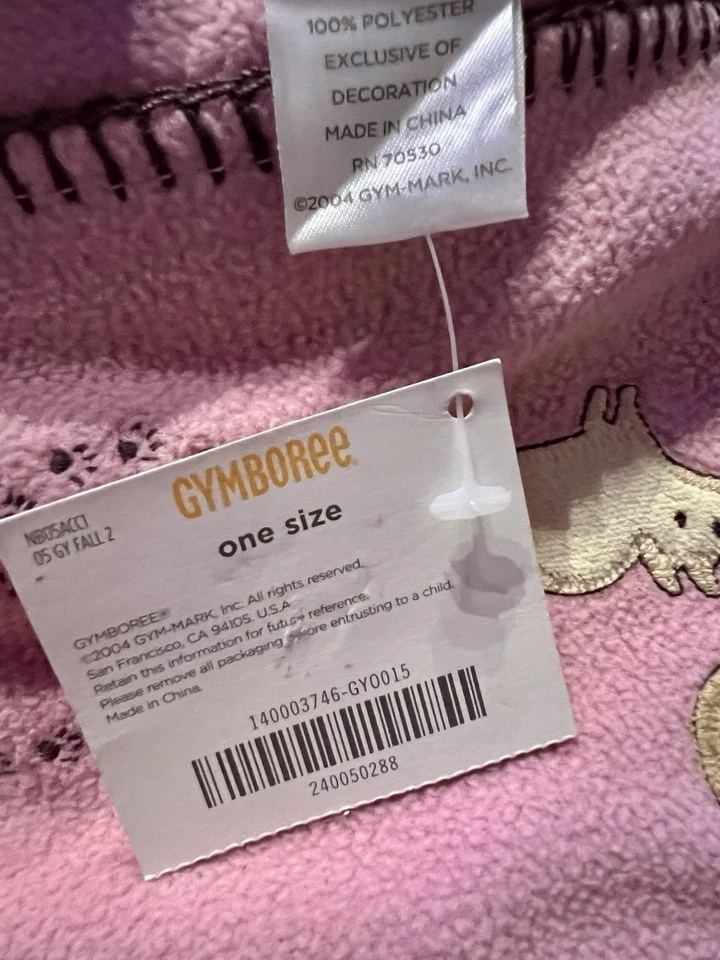 100% POLYESTER
EXCLUSIVE OF
DECORATION
MADE IN CHINA
RN 70530
©2004 GYM-MARK, INC.
GYMBOREE
one size
NB05ACCI
05 GY FALL 2
GYMBOREE®
©2004 GYM-MARK, Inc. All rights reserved.
San Francisco, CA 94105. U.S.A
Retain this information for future reference.
Please remove all packaging before entrusting to a child.
Made in China.
140003746-GY0015
240050288